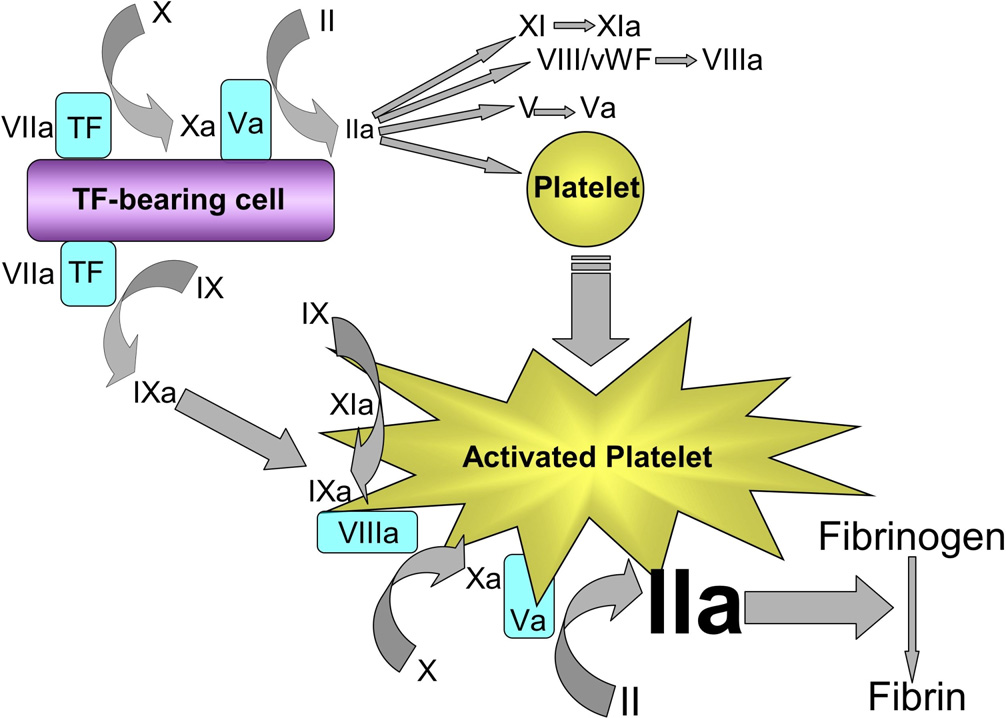 X
II
XI
XIa
VIII/vWF
VIIIa
VIIa
TF
Xa
Va
IIa
V
Va
Platelet
TF-bearing cell
VIIa
TF
IX
IX
IXa
XIa
Activated Platelet
IXa
VIIIa
Fibrinogen
Xa
Va
IIa
X
II
Fibrin